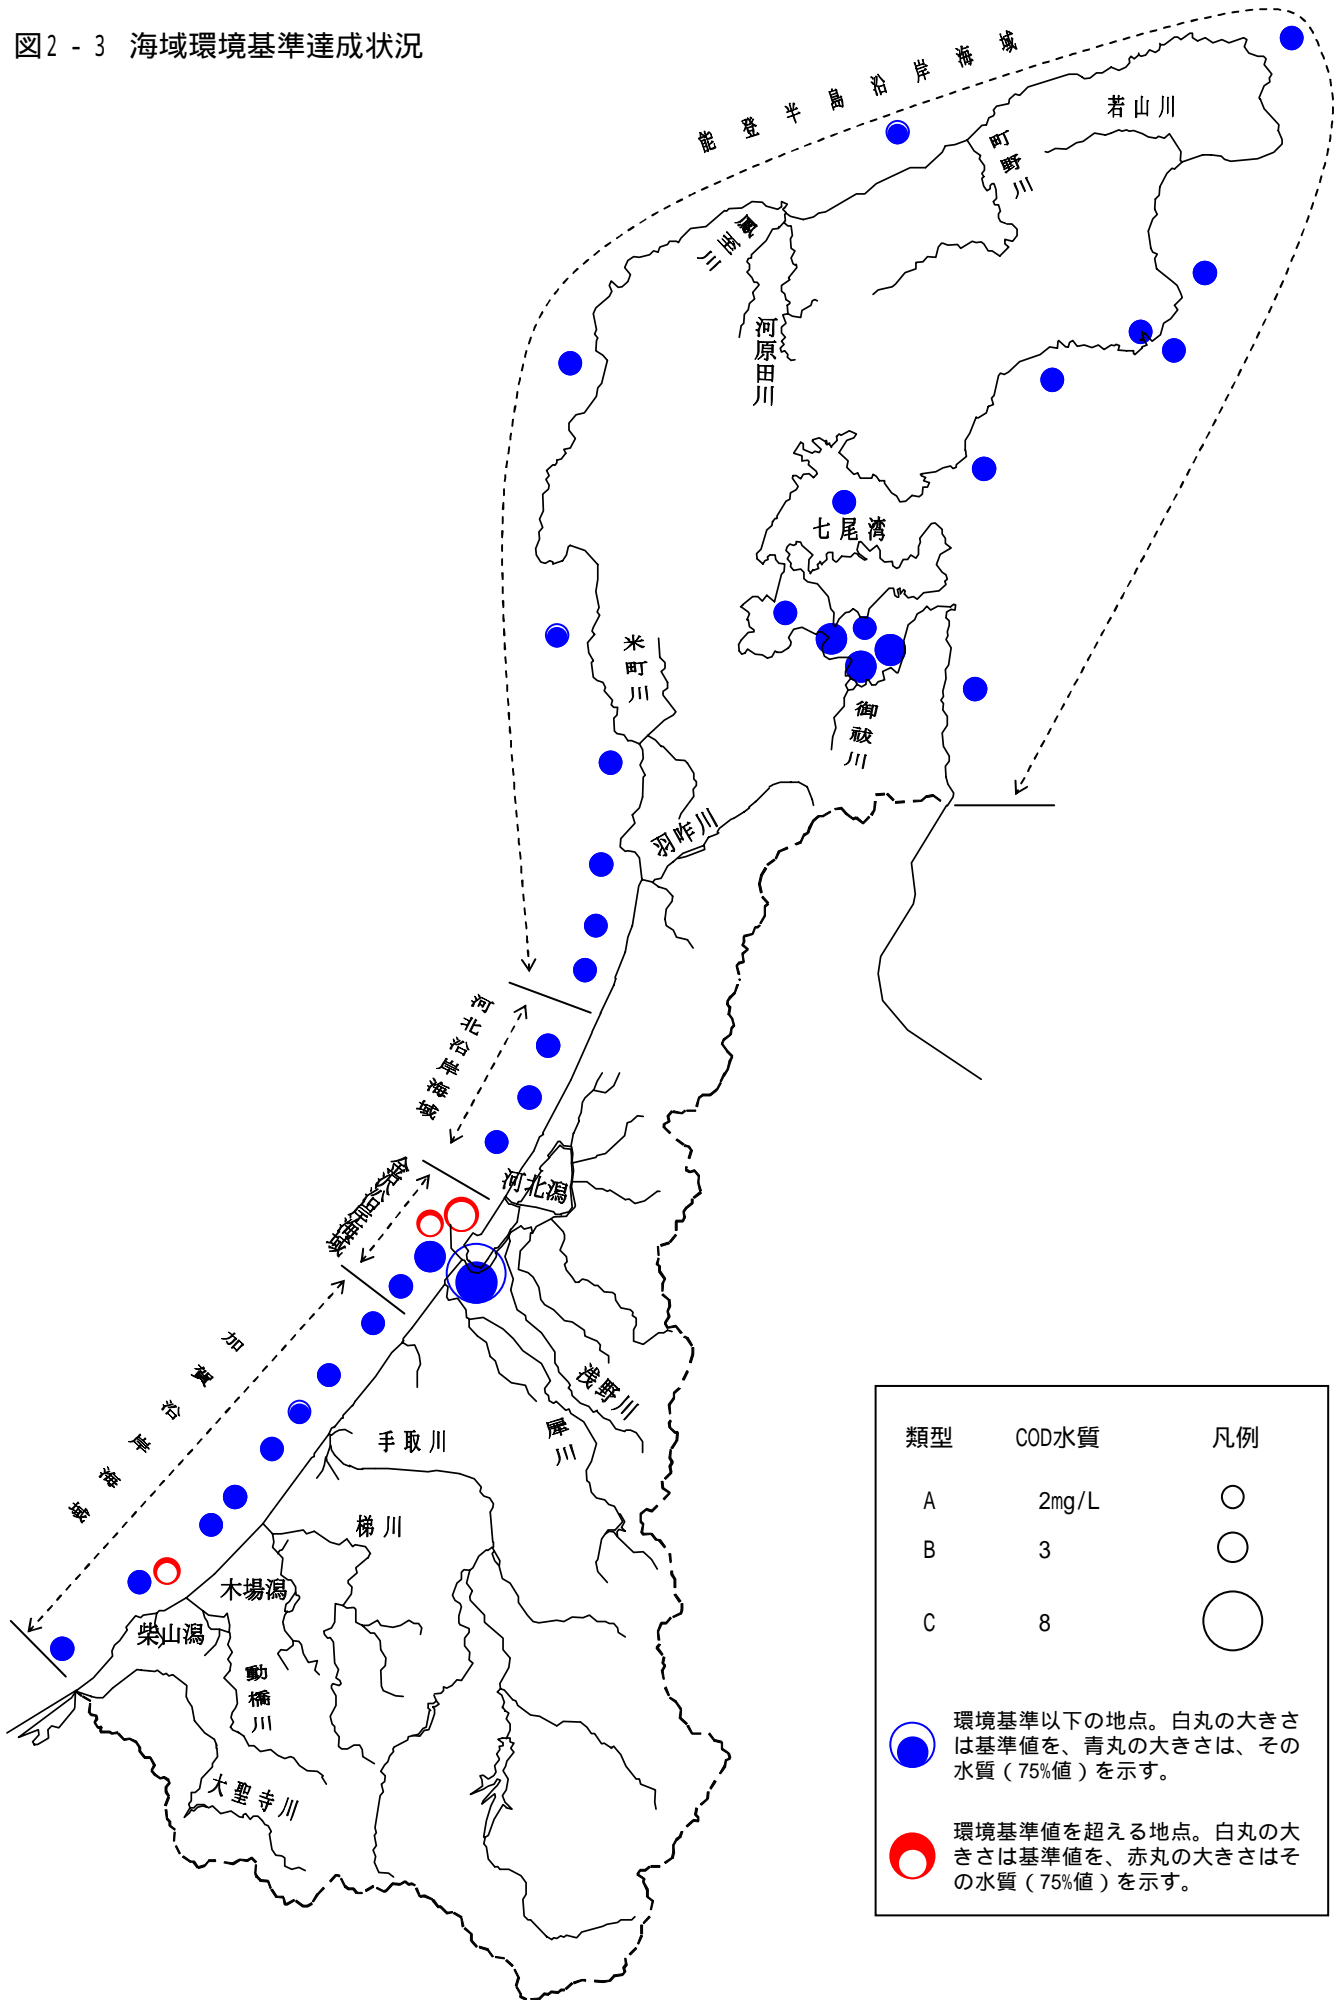 図2-3 海域環境基準達成状況
能登半島沿岸海域
若山川
町野川
鳳至川
河原田川
七尾湾
米町川
御祓川
羽咋川
河北沿岸海域
金沢沿岸海域
河北潟
加賀沿岸海域
浅野川
犀川
手取川
梯川
木場潟
柴山潟
動橋川
大聖寺川
類型 COD水質 凡例
A 2mg/L
B 3
C 8
環境基準以下の地点。白丸の大きさ
は基準値を、青丸の大きさは、その
水質(75%値)を示す。
環境基準値を超える地点。白丸の大
きさは基準値を、赤丸の大きさはそ
の水質(75%値)を示す。